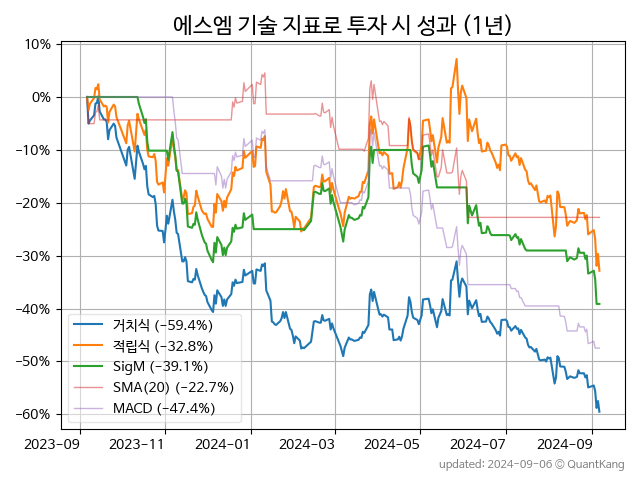 에스엠 기술 지표로 투자 시 성과 (1년)
10%
0%
−10%
−20%
−30%
−40%
−50%
−60%
거치식 (−59.4%)
적립식 (−32.8%)
SigM (−39.1%)
SMA(20) (−22.7%)
MACD (−47.4%)
2023-09 2023-11 2024-01 2024-03 2024-05 2024-07 2024-09
updated: 2024-09-06 © QuantKang